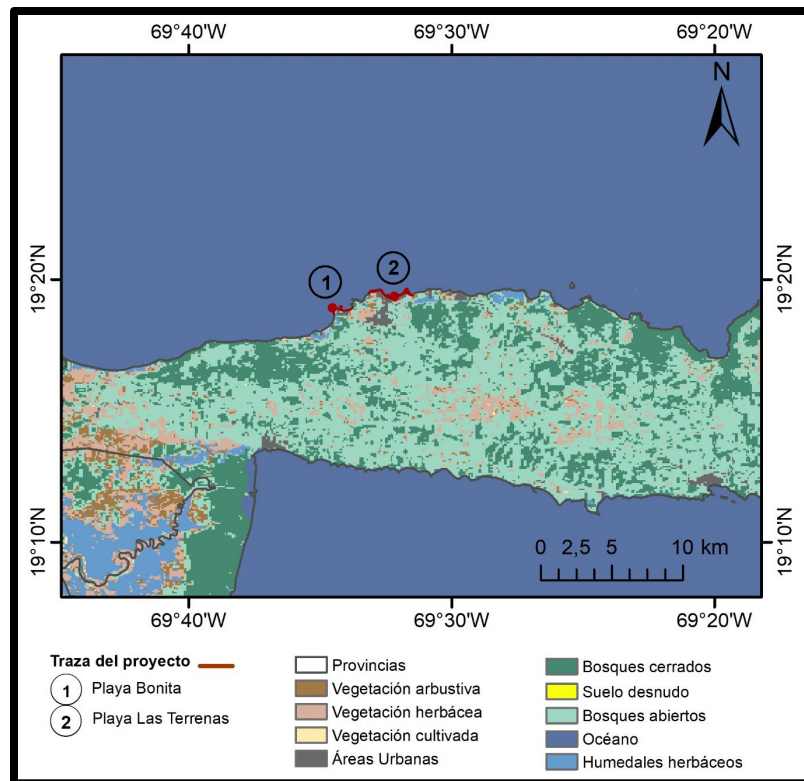 69°40'W 69°30'W 69°20'W
N
19°20'N 19°20'N
1 2
19°10'N 19°10'N
0 2,5 5 10 km
69°40'W 69°30'W 69°20'W
Traza del proyecto
1 Playa Bonita
2 Playa Las Terrenas
Provincias
Vegetación arbustiva
Vegetación herbácea
Vegetación cultivada
Áreas Urbanas
Bosques cerrados
Suelo desnudo
Bosques abiertos
Océano
Humedales herbáceos